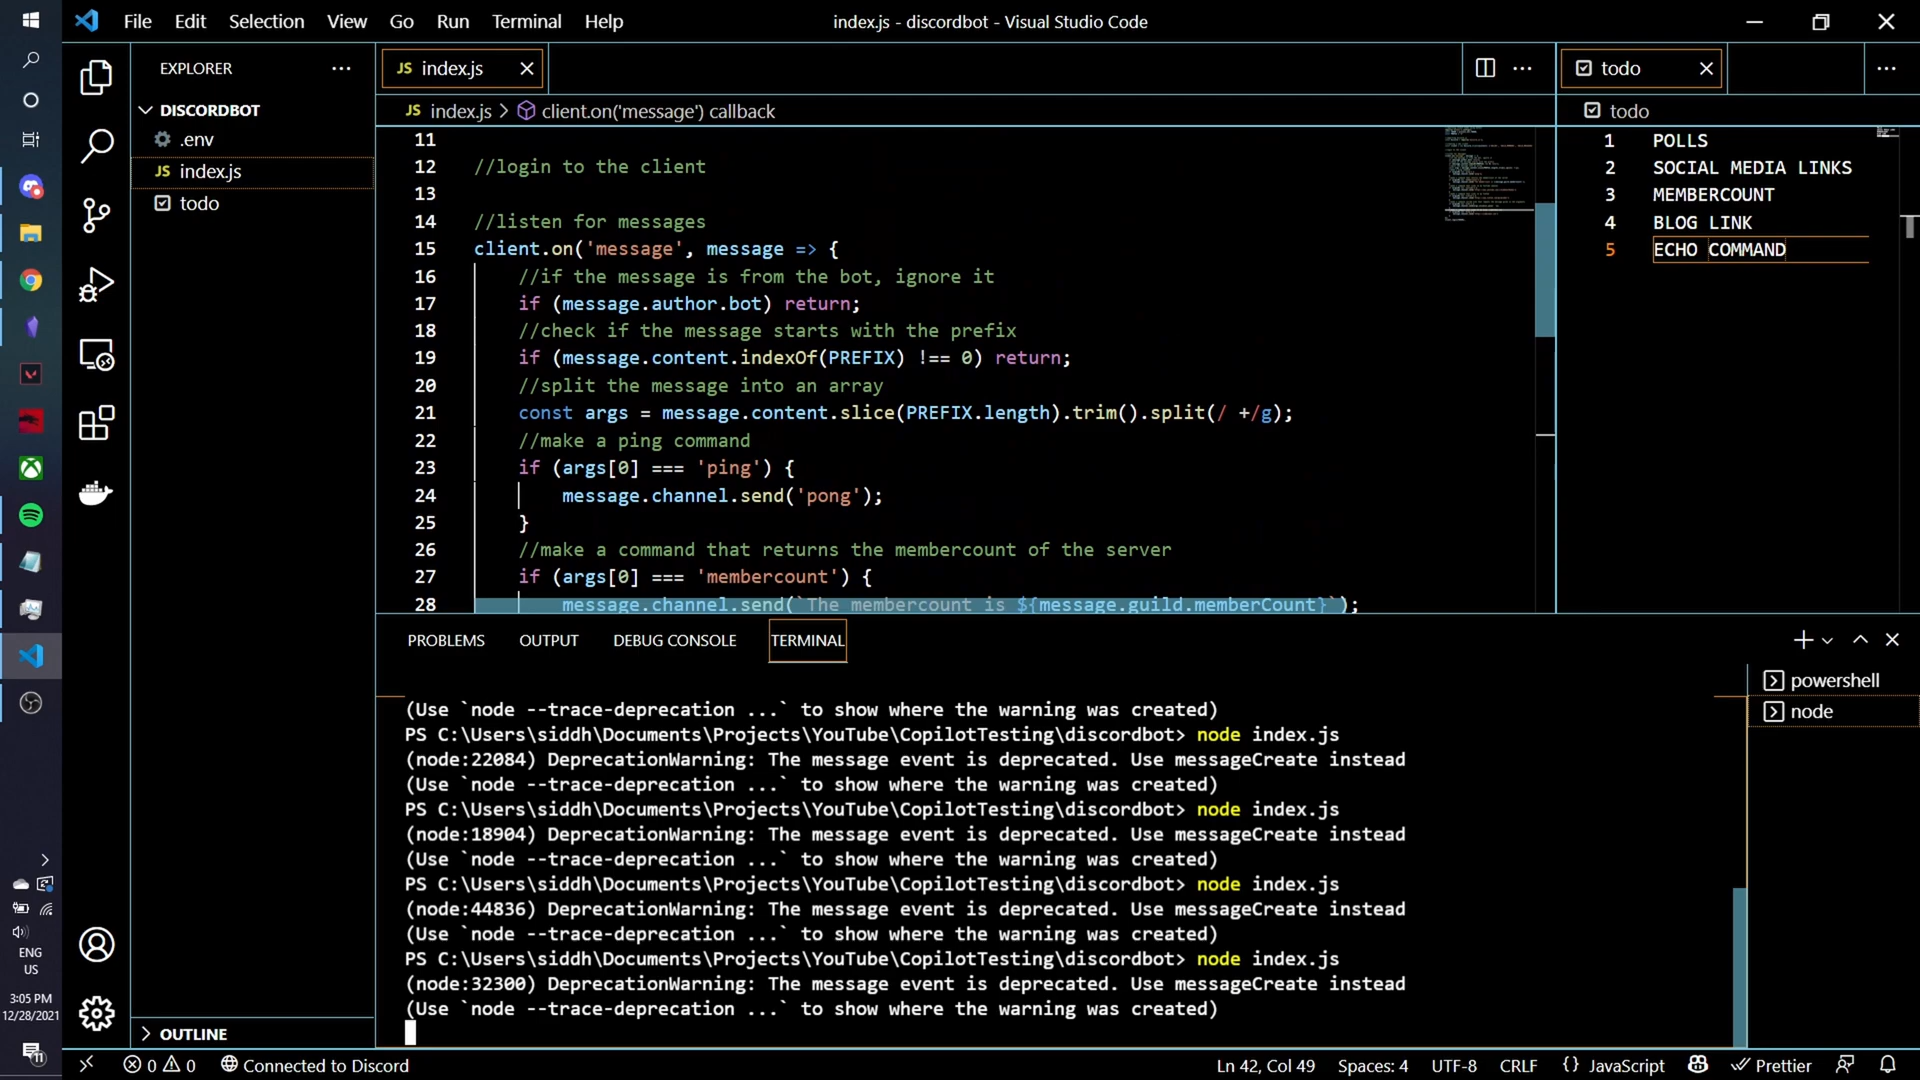 File Edit Selection View Go Run Terminal Help
index.js - discordbot - Visual Studio Code
EXPLORER
DISCORDBOT
.env
JS index.js
todo
OUTLINE
JS index.js
JS index.js > client.on('message') callback
11
12 //login to the client
13
14 //listen for messages
15 client.on('message', message => {
16 //if the message is from the bot, ignore it
17 if (message.author.bot) return;
18 //check if the message starts with the prefix
19 if (message.content.indexOf(PREFIX) !== 0) return;
20 //split the message into an array
21 const args = message.content.slice(PREFIX.length).trim().split(/ +/g);
22 //make a ping command
23 if (args[0] === 'ping') {
24 message.channel.send('pong');
25 }
26 //make a command that returns the membercount of the server
27 if (args[0] === 'membercount') {
28 message.channel.send(`The membercount is ${message.guild.memberCount}`);
todo
todo
1 POLLS
2 SOCIAL MEDIA LINKS
3 MEMBERCOUNT
4 BLOG LINK
5 ECHO COMMAND
PROBLEMS OUTPUT DEBUG CONSOLE TERMINAL
powershell
node
(Use `node --trace-deprecation ...` to show where the warning was created)
PS C:\Users\siddh\Documents\Projects\YouTube\CopilotTesting\discordbot> node index.js
(node:22084) DeprecationWarning: The message event is deprecated. Use messageCreate instead
(Use `node --trace-deprecation ...` to show where the warning was created)
PS C:\Users\siddh\Documents\Projects\YouTube\CopilotTesting\discordbot> node index.js
(node:18904) DeprecationWarning: The message event is deprecated. Use messageCreate instead
(Use `node --trace-deprecation ...` to show where the warning was created)
PS C:\Users\siddh\Documents\Projects\YouTube\CopilotTesting\discordbot> node index.js
(node:44836) DeprecationWarning: The message event is deprecated. Use messageCreate instead
(Use `node --trace-deprecation ...` to show where the warning was created)
PS C:\Users\siddh\Documents\Projects\YouTube\CopilotTesting\discordbot> node index.js
(node:32300) DeprecationWarning: The message event is deprecated. Use messageCreate instead
(Use `node --trace-deprecation ...` to show where the warning was created)
ENG
US
3:05 PM
12/28/2021
11
0 0 Connected to Discord
Ln 42, Col 49 Spaces: 4 UTF-8 CRLF {} JavaScript Prettier